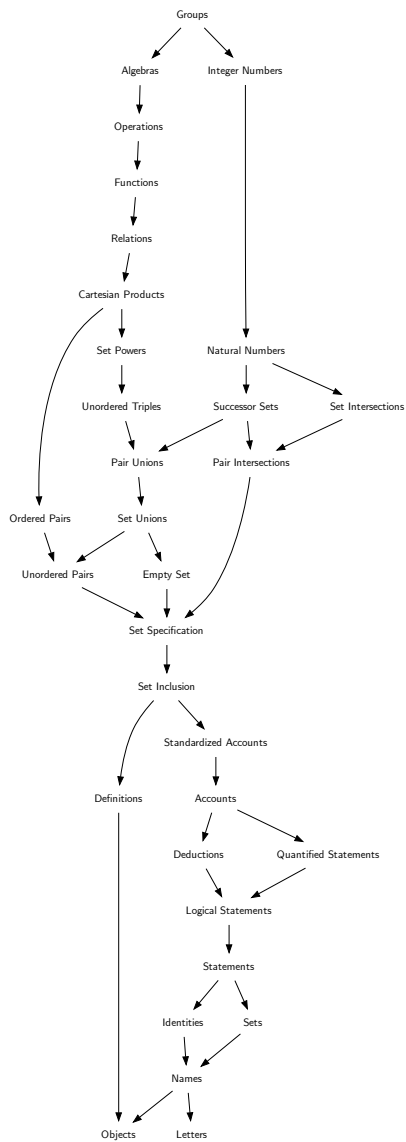 Groups
Algebras
Integer Numbers
Operations
Functions
Relations
Cartesian Products
Set Powers
Natural Numbers
Unordered Triples
Successor Sets
Set Intersections
Pair Unions
Pair Intersections
Ordered Pairs
Set Unions
Unordered Pairs
Empty Set
Set Specification
Set Inclusion
Standardized Accounts
Definitions
Accounts
Deductions
Quantified Statements
Logical Statements
Statements
Identities
Sets
Names
Objects
Letters